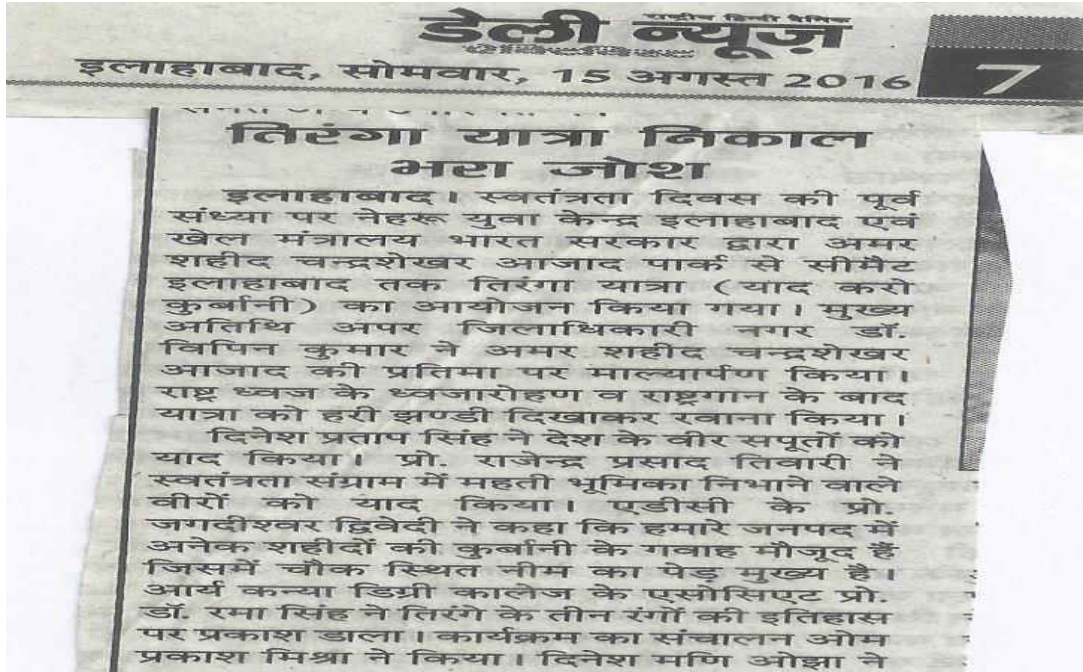 राष्ट्रीय हिन्दी दैनिक
डेली न्यूज़
इलाहाबाद, सोमवार, 15 अगस्त 2016
7
तिरंगा यात्रा निकाल
भरा जोश
इलाहाबाद। स्वतंत्रता दिवस की पूर्व
संध्या पर नेहरू युवा केन्द्र इलाहाबाद एवं
खेल मंत्रालय भारत सरकार द्वारा अमर
शहीद चन्द्रशेखर आजाद पार्क से सीमैट
इलाहाबाद तक तिरंगा यात्रा (याद करो
कुर्बानी) का आयोजन किया गया। मुख्य
अतिथि अपर जिलाधिकारी नगर डॉ.
विपिन कुमार ने अमर शहीद चन्द्रशेखर
आजाद की प्रतिमा पर माल्यार्पण किया।
राष्ट्र ध्वज के ध्वजारोहण व राष्ट्रगान के बाद
यात्रा को हरी झण्डी दिखाकर रवाना किया।
दिनेश प्रताप सिंह ने देश के वीर सपूतों को
याद किया। प्रो. राजेन्द्र प्रसाद तिवारी ने
स्वतंत्रता संग्राम में महती भूमिका निभाने वाले
वीरों को याद किया। एडीसी के प्रो.
जगदीश्वर द्विवेदी ने कहा कि हमारे जनपद में
अनेक शहीदों की कुर्बानी के गवाह मौजूद हैं
जिसमें चौक स्थित नीम का पेड़ मुख्य है।
आर्य कन्या डिग्री कालेज के एसोसिएट प्रो.
डॉ. रमा सिंह ने तिरंगे के तीन रंगों की इतिहास
पर प्रकाश डाला। कार्यक्रम का संचालन ओम
प्रकाश मिश्रा ने किया। दिनेश मणि ओझा ने